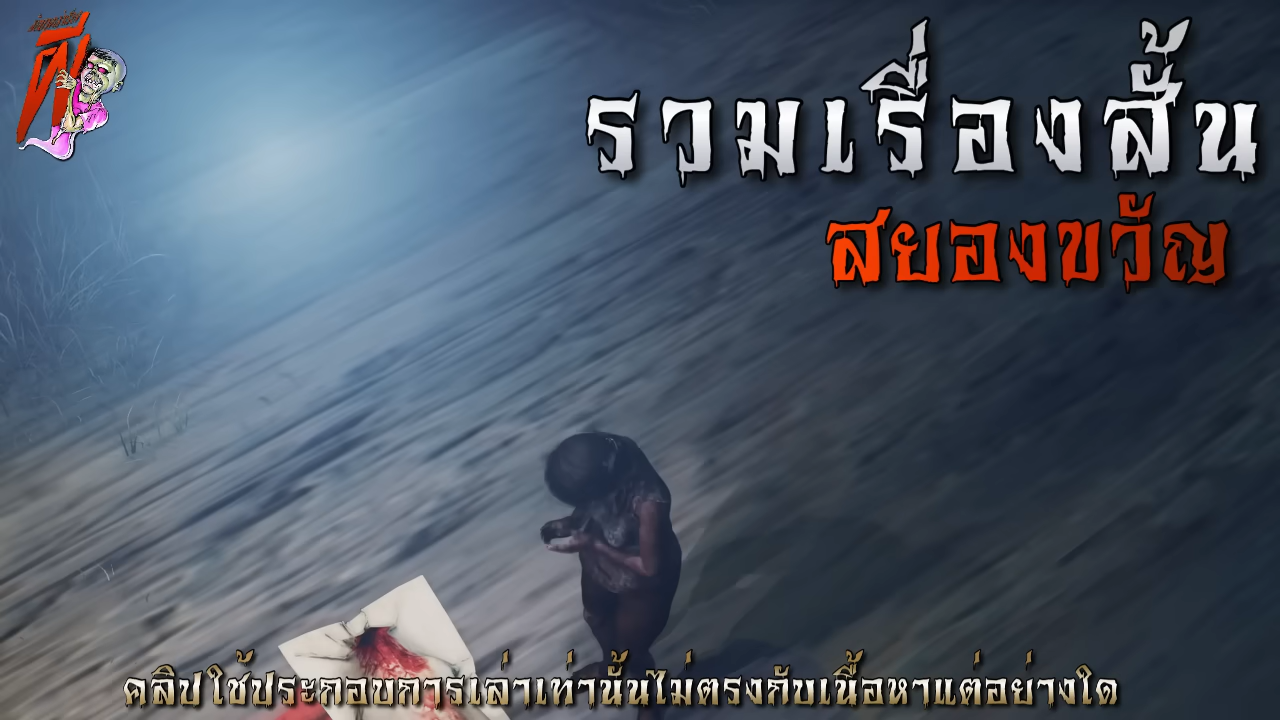 ผี
รวมเรื่องสั้น
สยองขวัญ
คลิปใช้ประกอบการเล่าเท่านั้นไม่ตรงกับเนื้อหาแต่อย่างใด